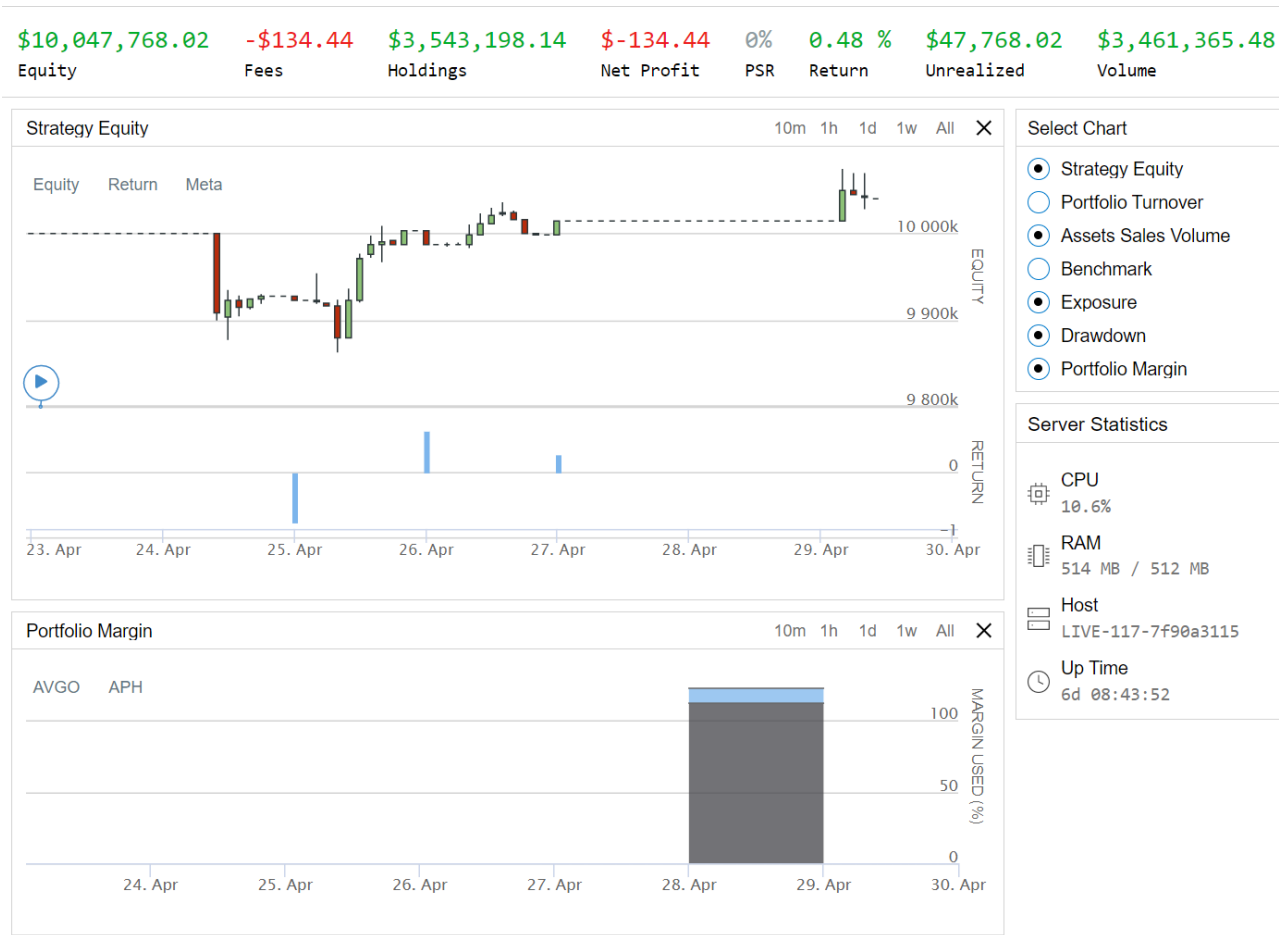 $10,047,768.02 -$134.44 $3,543,198.14 $-134.44 0% 0.48 % $47,768.02 $3,461,365.48
Equity Fees Holdings Net Profit PSR Return Unrealized Volume
Strategy Equity 10m 1h 1d 1w All
Equity Return Meta
10 000k
9 900k
9 800k
EQUITY
0
-1
RETURN
23. Apr 24. Apr 25. Apr 26. Apr 27. Apr 28. Apr 29. Apr 30. Apr
Portfolio Margin 10m 1h 1d 1w All
AVGO APH
100
50
0
MARGIN USED (%)
24. Apr 25. Apr 26. Apr 27. Apr 28. Apr 29. Apr 30. Apr
Select Chart
Strategy Equity
Portfolio Turnover
Assets Sales Volume
Benchmark
Exposure
Drawdown
Portfolio Margin
Server Statistics
CPU
10.6%
RAM
514 MB / 512 MB
Host
LIVE-117-7f90a3115
Up Time
6d 08:43:52